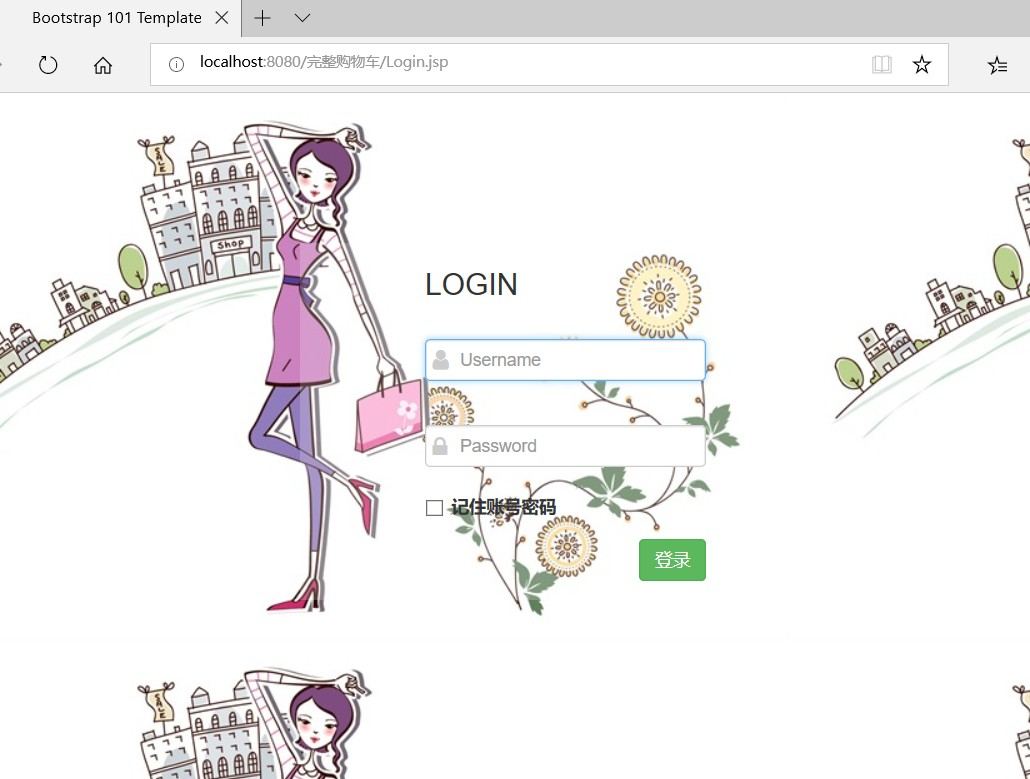 Bootstrap 101 Template
localhost:8080/完整购物车/Login.jsp
SALE
Shop
LOGIN
Username
Password
记住账号密码
登录
SALE